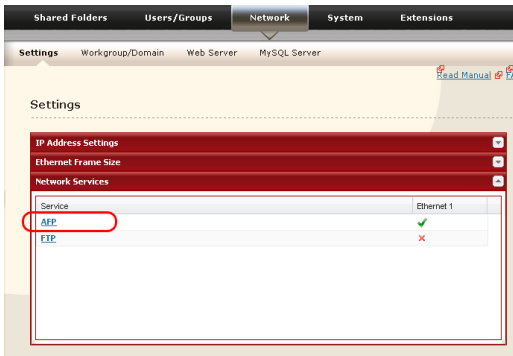 Shared Folders Users/Groups Network System Extensions
Settings Workgroup/Domain Web Server MySQL Server
Read Manual
Settings
IP Address Settings
Ethernet Frame Size
Network Services
Service Ethernet 1
AFP
FTP